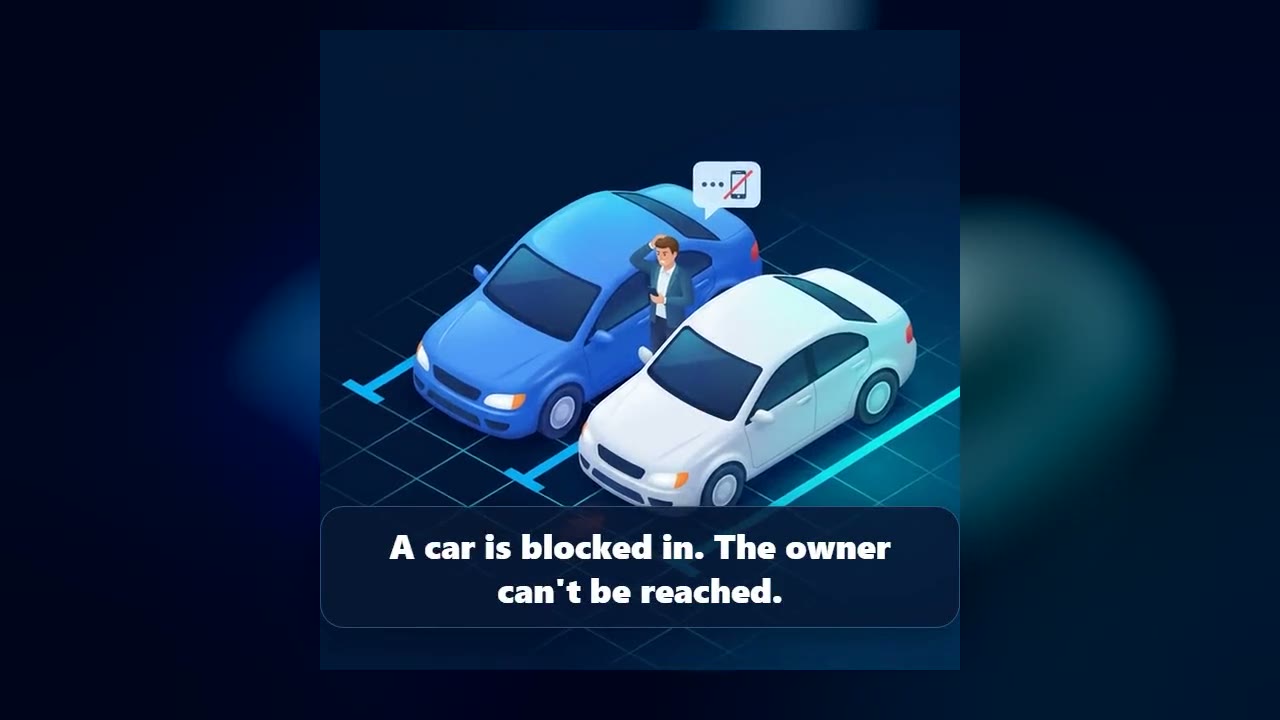 A car is blocked in. The owner
can't be reached.